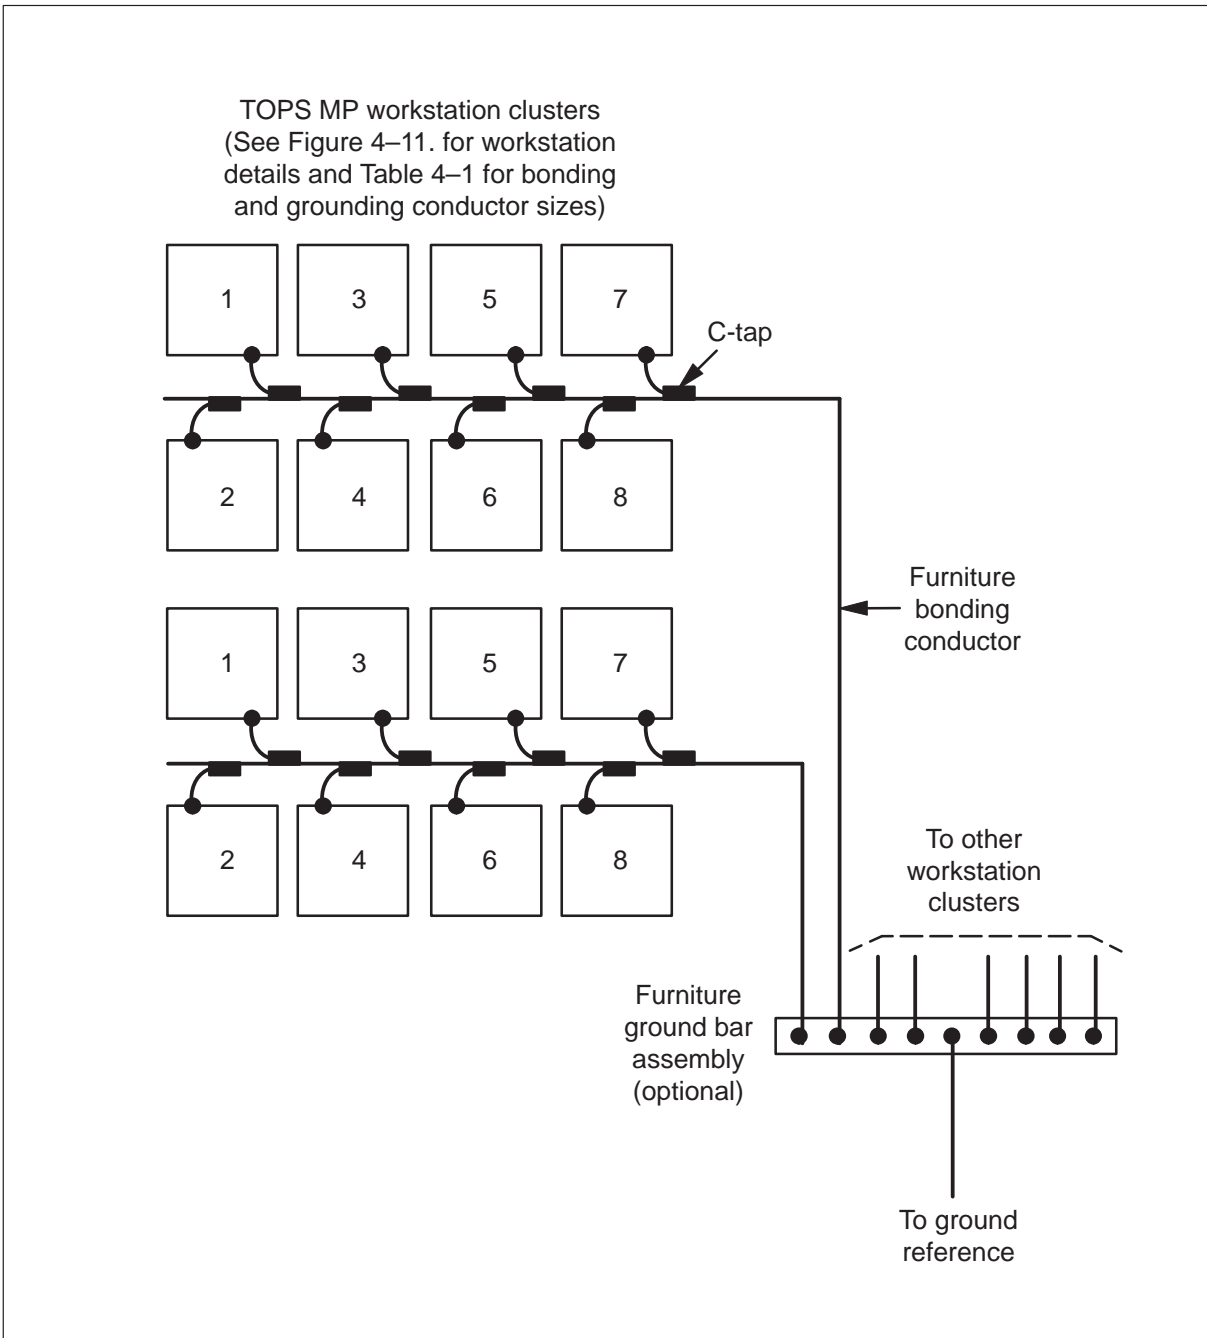 TOPS MP workstation clusters
(See Figure 4–11. for workstation
details and Table 4–1 for bonding
and grounding conductor sizes)
1 3 5 7
C-tap
2 4 6 8
Furniture
bonding
conductor
1 3 5 7
2 4 6 8
To other
workstation
clusters
Furniture
ground bar
assembly
(optional)
To ground
reference